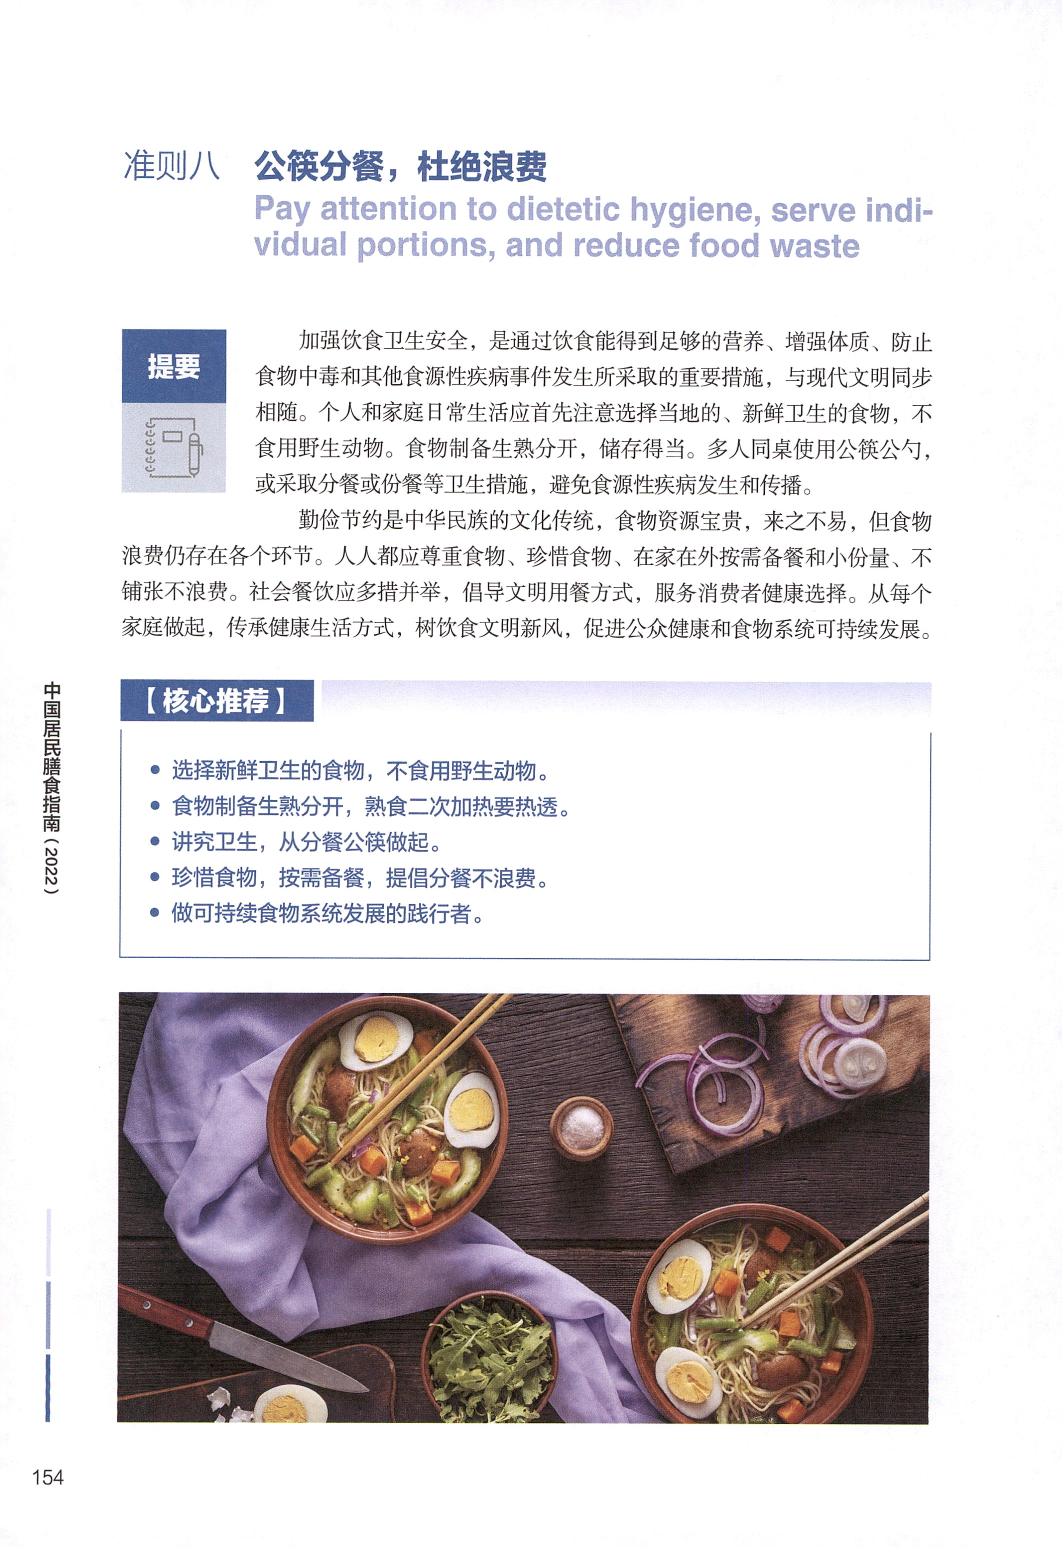 准则八 公筷分餐，杜绝浪费
Pay attention to dietetic hygiene, serve indi-
vidual portions, and reduce food waste
提要
加强饮食卫生安全，是通过饮食能得到足够的营养、增强体质、防止
食物中毒和其他食源性疾病事件发生所采取的重要措施，与现代文明同步
相随。个人和家庭日常生活应首先注意选择当地的、新鲜卫生的食物，不
食用野生动物。食物制备生熟分开，储存得当。多人同桌使用公筷公勺，
或采取分餐或份餐等卫生措施，避免食源性疾病发生和传播。
勤俭节约是中华民族的文化传统，食物资源宝贵，来之不易，但食物
浪费仍存在各个环节。人人都应尊重食物、珍惜食物、在家在外按需备餐和小份量、不
铺张不浪费。社会餐饮应多措并举，倡导文明用餐方式，服务消费者健康选择。从每个
家庭做起，传承健康生活方式，树饮食文明新风，促进公众健康和食物系统可持续发展。
【核心推荐】
● 选择新鲜卫生的食物，不食用野生动物。
● 食物制备生熟分开，熟食二次加热要热透。
● 讲究卫生，从分餐公筷做起。
● 珍惜食物，按需备餐，提倡分餐不浪费。
● 做可持续食物系统发展的践行者。
中国居民膳食指南（2022）
154